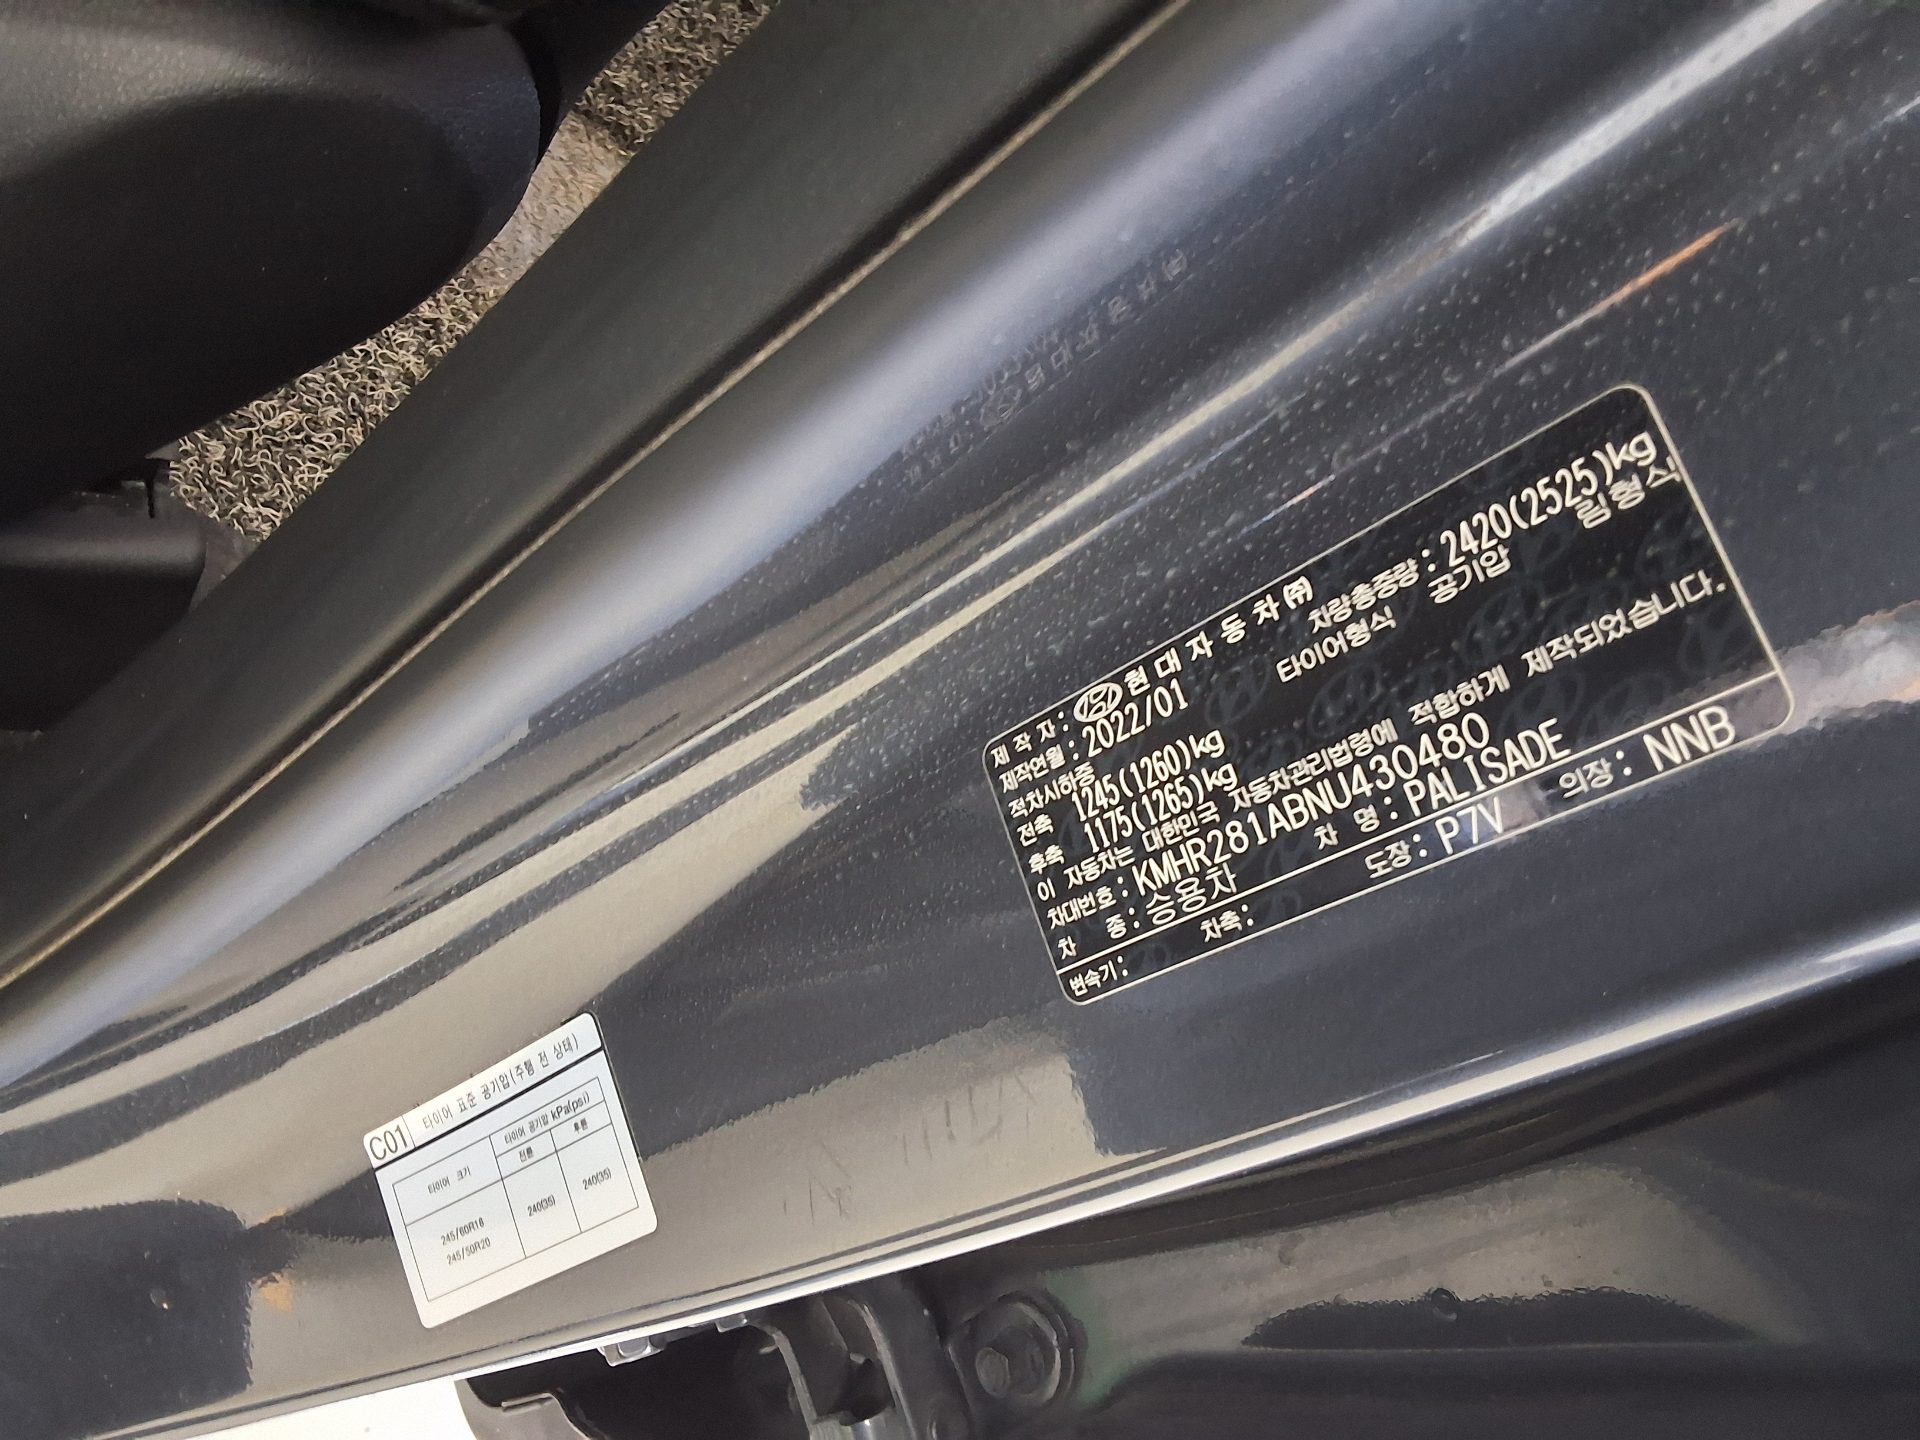 제 작 자 : 현 대 자 동 차 ㈜
제작연월 : 2022/01 차량총중량 : 2420(2525)kg
적차시하중 타이어형식 공기압 림형식
전축 1245(1260)kg
후축 1175(1265)kg
이 자동차는 대한민국 자동차관리법령에 적합하게 제작되었습니다.
차대번호 : KMHR281ABNU430480
차 종 : 승용차 차 명 : PALISADE
변속기 : 차축 : 도장 : P7V 의장 : NNB
C01 타이어 표준 공기압(주행 전 상태)
타이어 크기 타이어 공기압 kPa(psi)
전륜 후륜
245/60R18 240(35) 240(35)
245/50R20